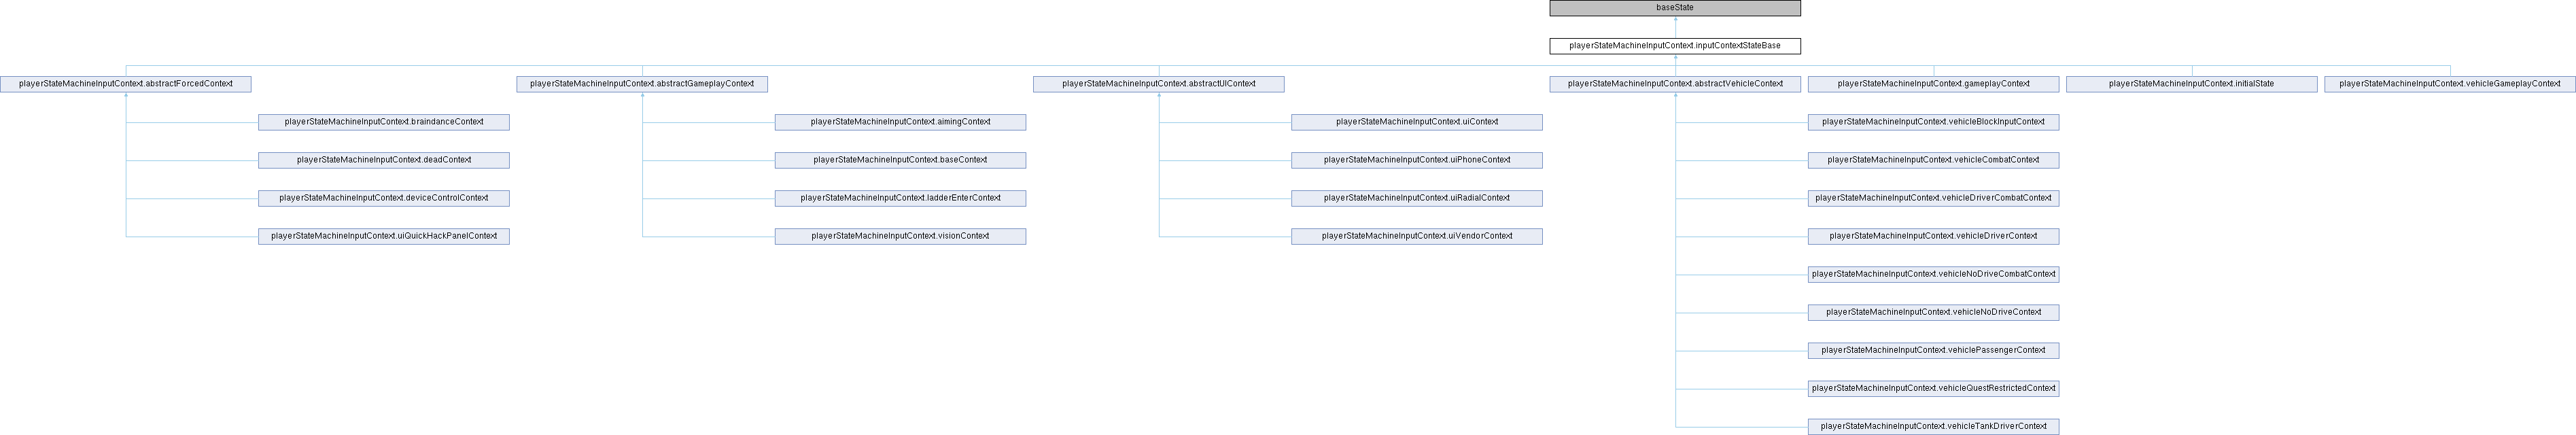 baseState
playerStateMachineInputContext.inputContextStateBase
playerStateMachineInputContext.abstractForcedContext
playerStateMachineInputContext.abstractGameplayContext
playerStateMachineInputContext.abstractUIContext
playerStateMachineInputContext.abstractVehicleContext
playerStateMachineInputContext.gameplayContext
playerStateMachineInputContext.initialState
playerStateMachineInputContext.vehicleGameplayContext
playerStateMachineInputContext.braindanceContext
playerStateMachineInputContext.aimingContext
playerStateMachineInputContext.uiContext
playerStateMachineInputContext.vehicleBlockInputContext
playerStateMachineInputContext.deadContext
playerStateMachineInputContext.baseContext
playerStateMachineInputContext.uiPhoneContext
playerStateMachineInputContext.vehicleCombatContext
playerStateMachineInputContext.deviceControlContext
playerStateMachineInputContext.ladderEnterContext
playerStateMachineInputContext.uiRadialContext
playerStateMachineInputContext.vehicleDriverCombatContext
playerStateMachineInputContext.uiQuickHackPanelContext
playerStateMachineInputContext.visionContext
playerStateMachineInputContext.uiVendorContext
playerStateMachineInputContext.vehicleDriverContext
playerStateMachineInputContext.vehicleNoDriveCombatContext
playerStateMachineInputContext.vehicleNoDriveContext
playerStateMachineInputContext.vehiclePassengerContext
playerStateMachineInputContext.vehicleQuestRestrictedContext
playerStateMachineInputContext.vehicleTankDriverContext